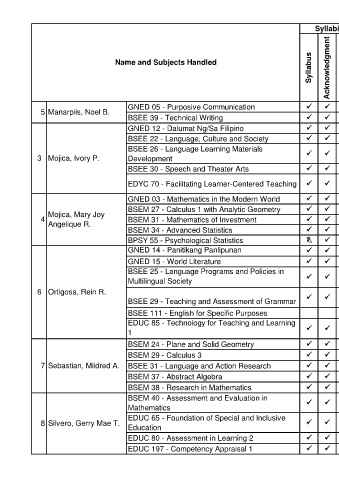 Syllabi
Name and Subjects Handled
Syllabus
Acknowledgment
5 Manarpiis, Noel B.
GNED 05 - Purposive Communication ✓ ✓
BSEE 39 - Technical Writing ✓ ✓
3 Mojica, Ivory P.
GNED 12 - Dalumat Ng/Sa Filipino ✓ ✓
BSEE 22 - Language, Culture and Society ✓ ✓
BSEE 26 - Language Learning Materials
Development ✓ ✓
BSEE 30 - Speech and Theater Arts ✓ ✓
EDYC 70 - Facilitating Learner-Centered Teaching ✓ ✓
4 Mojica, Mary Joy
Angelique R.
GNED 03 - Mathematics in the Modern World ✓ ✓
BSEM 27 - Calculus 1 with Analytic Geometry ✓ ✓
BSEM 31 - Mathematics of Investment ✓ ✓
BSEM 34 - Advanced Statistics ✓ ✓
BPSY 55 - Psychological Statistics ✓
6 Ortigosa, Rein R.
GNED 14 - Panitikang Panlipunan ✓ ✓
GNED 15 - World Literature ✓ ✓
BSEE 25 - Language Programs and Policies in
Multilingual Society ✓ ✓
BSEE 29 - Teaching and Assessment of Grammar ✓ ✓
BSEE 111 - English for Specific Purposes
EDUC 85 - Technology for Teaching and Learning
1 ✓ ✓
7 Sebastian, Mildred A.
BSEM 24 - Plane and Solid Geometry ✓ ✓
BSEM 29 - Calculus 3 ✓ ✓
BSEE 31 - Language and Action Research ✓ ✓
BSEM 37 - Abstract Algebra ✓ ✓
BSEM 38 - Research in Mathematics ✓ ✓
8 Silvero, Gerry Mae T.
BSEM 40 - Assessment and Evaluation in
Mathematics ✓ ✓
EDUC 65 - Foundation of Special and Inclusive
Education ✓ ✓
EDUC 80 - Assessment in Learning 2 ✓ ✓
EDUC 197 - Competency Appraisal 1 ✓ ✓